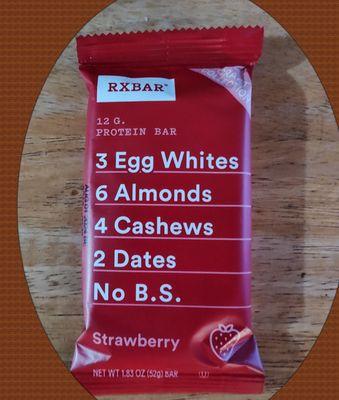 RXBAR™
12 G.
PROTEIN BAR
3 Egg Whites
6 Almonds
4 Cashews
2 Dates
No B.S.
Strawberry
NET WT 1.83 OZ (52g) BAR